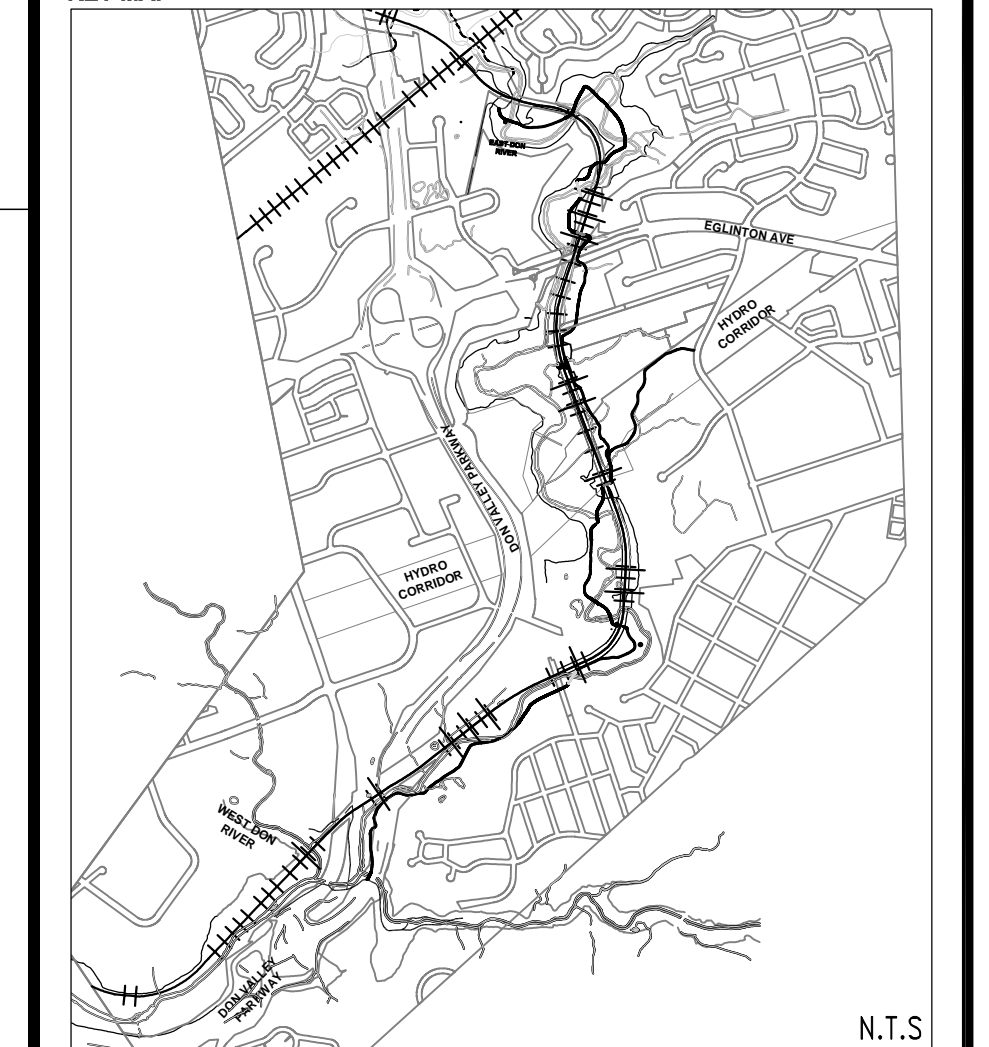 EAST DON
RIVER
EGLINTON AVE
HYDRO
CORRIDOR
DON VALLEY PARKWAY
HYDRO
CORRIDOR
WEST DON
RIVER
DON VALLEY
PARKWAY
N.T.S